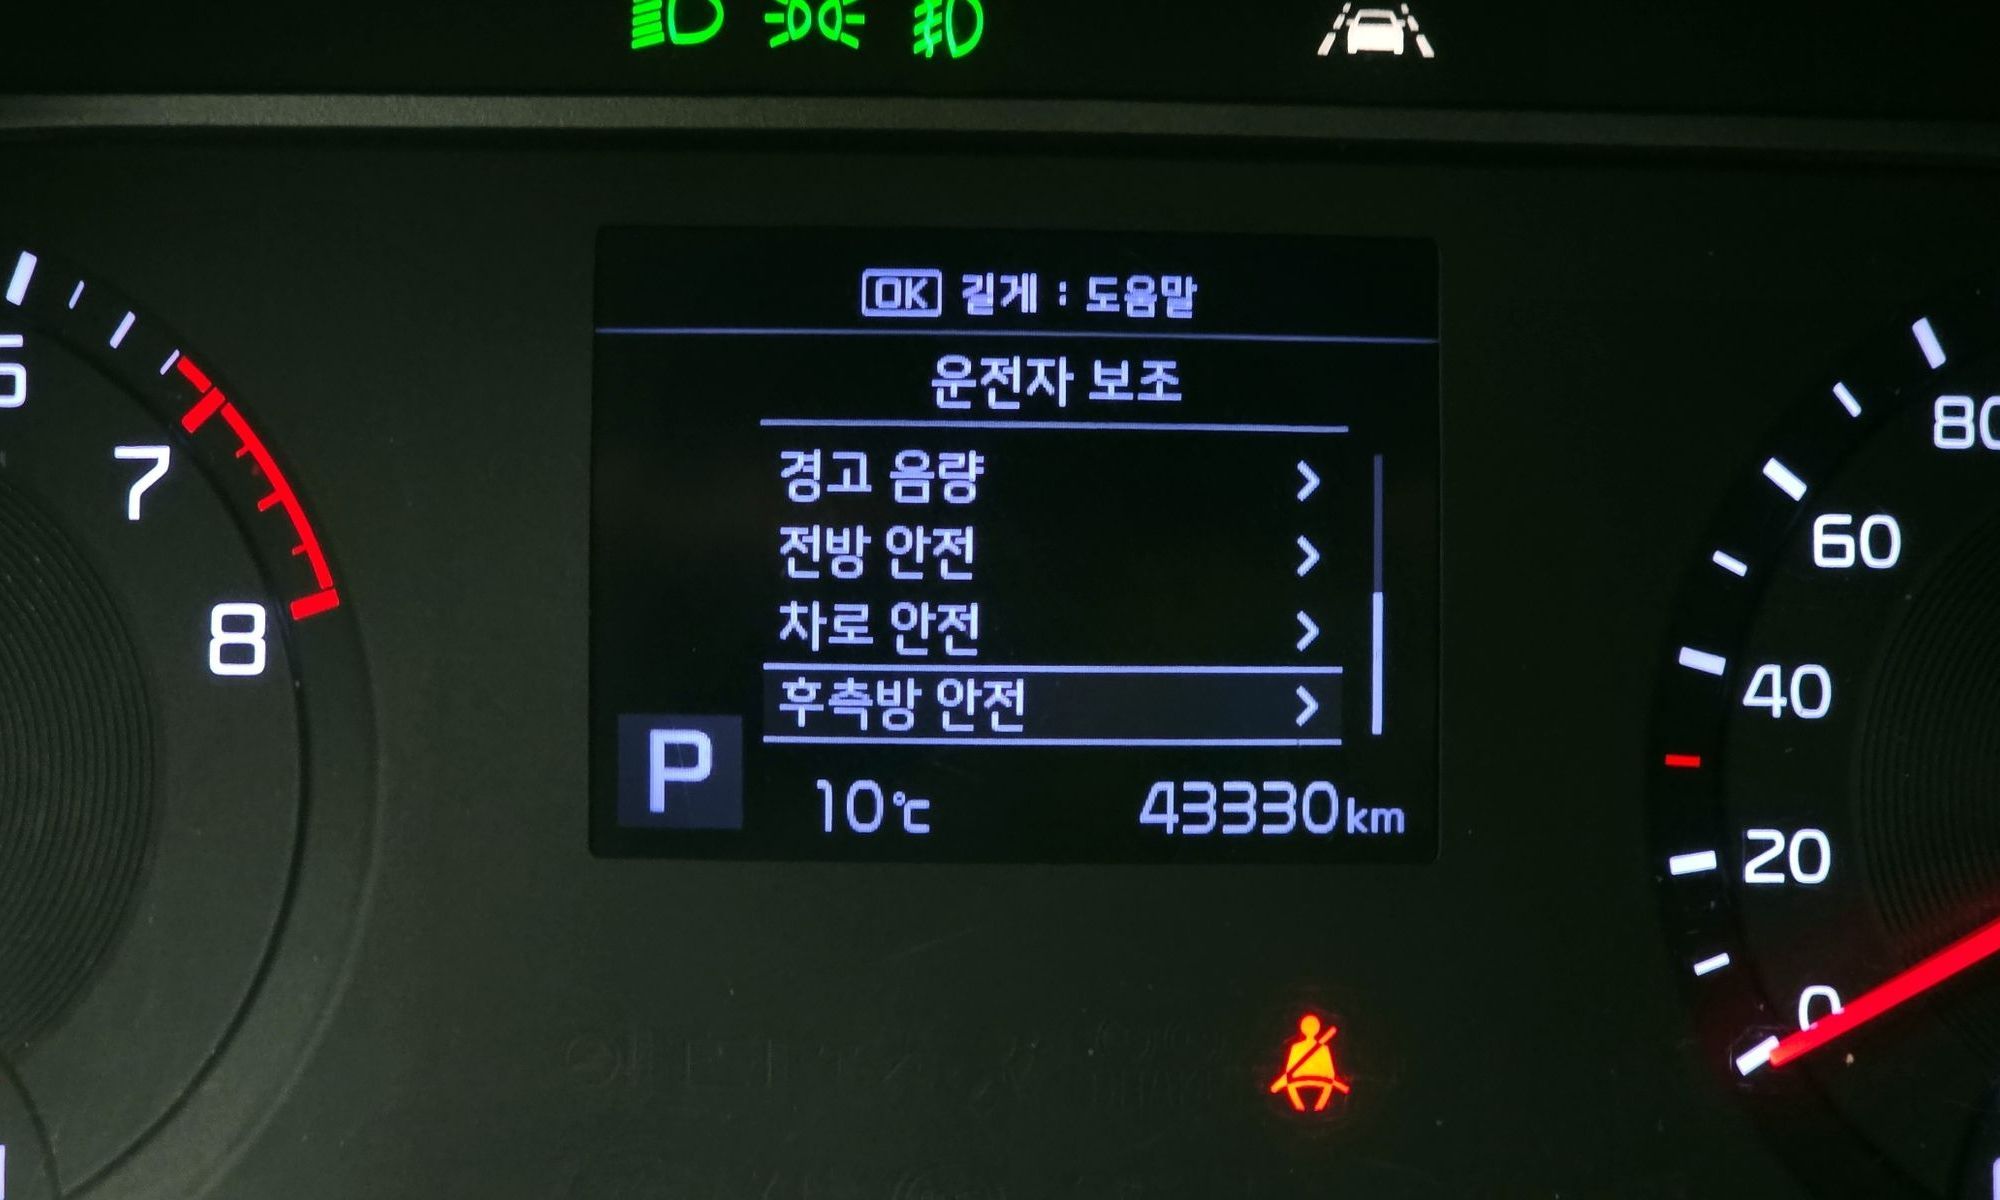 OK 길게 : 도움말
운전자 보조
경고 음량
전방 안전
차로 안전
후측방 안전
P
10℃
43330km
6
7
8
80
60
40
20
0